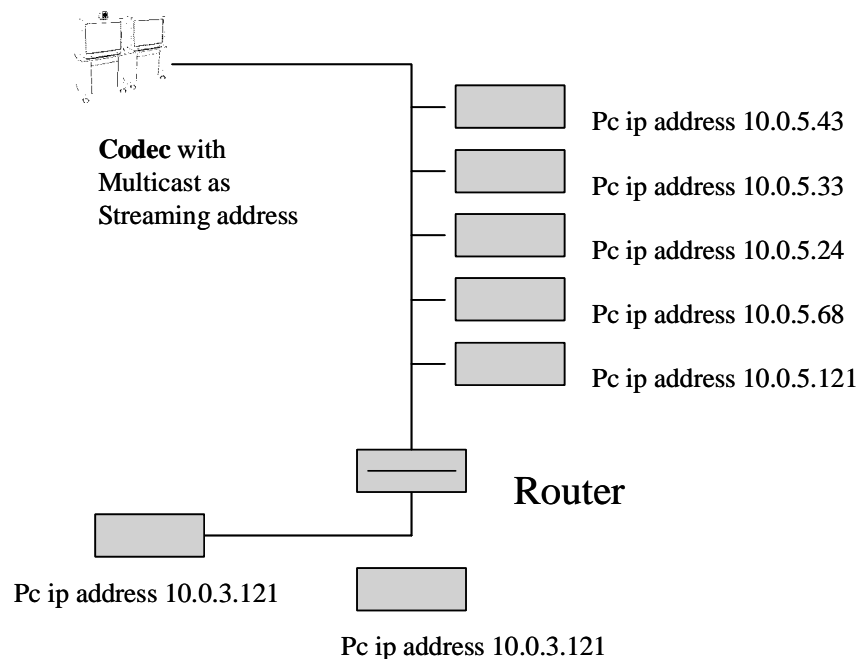 Pc ip address 10.0.5.43
Codec with
Multicast as
Streaming address
Pc ip address 10.0.5.33
Pc ip address 10.0.5.24
Pc ip address 10.0.5.68
Pc ip address 10.0.5.121
Router
Pc ip address 10.0.3.121
Pc ip address 10.0.3.121